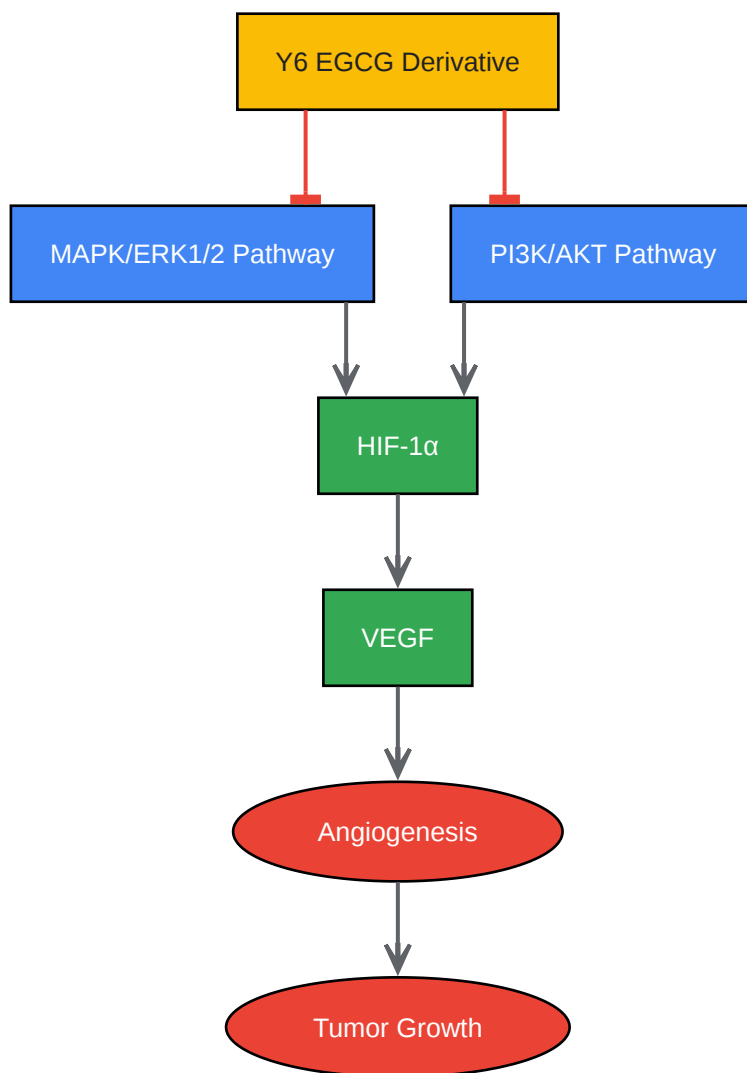 Y6 EGCG Derivative
MAPK/ERK1/2 Pathway
PI3K/AKT Pathway
HIF-1α
VEGF
Angiogenesis
Tumor Growth